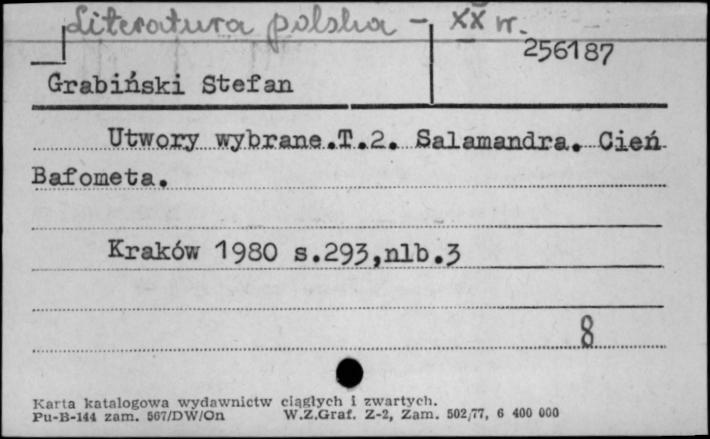 Literatura polska - XX w.
256187
Grabiński Stefan
Utwory wybrane.T.2. Salamandra. Cień
Bafometa.
Kraków 1980 s.293,nlb.3
8
Karta katalogowa wydawnictw ciągłych i zwartych.
Pu-B-144 zam. 567/DW/On W.Z.Graf. Z-2, Zam. 502/77, 6 400 000